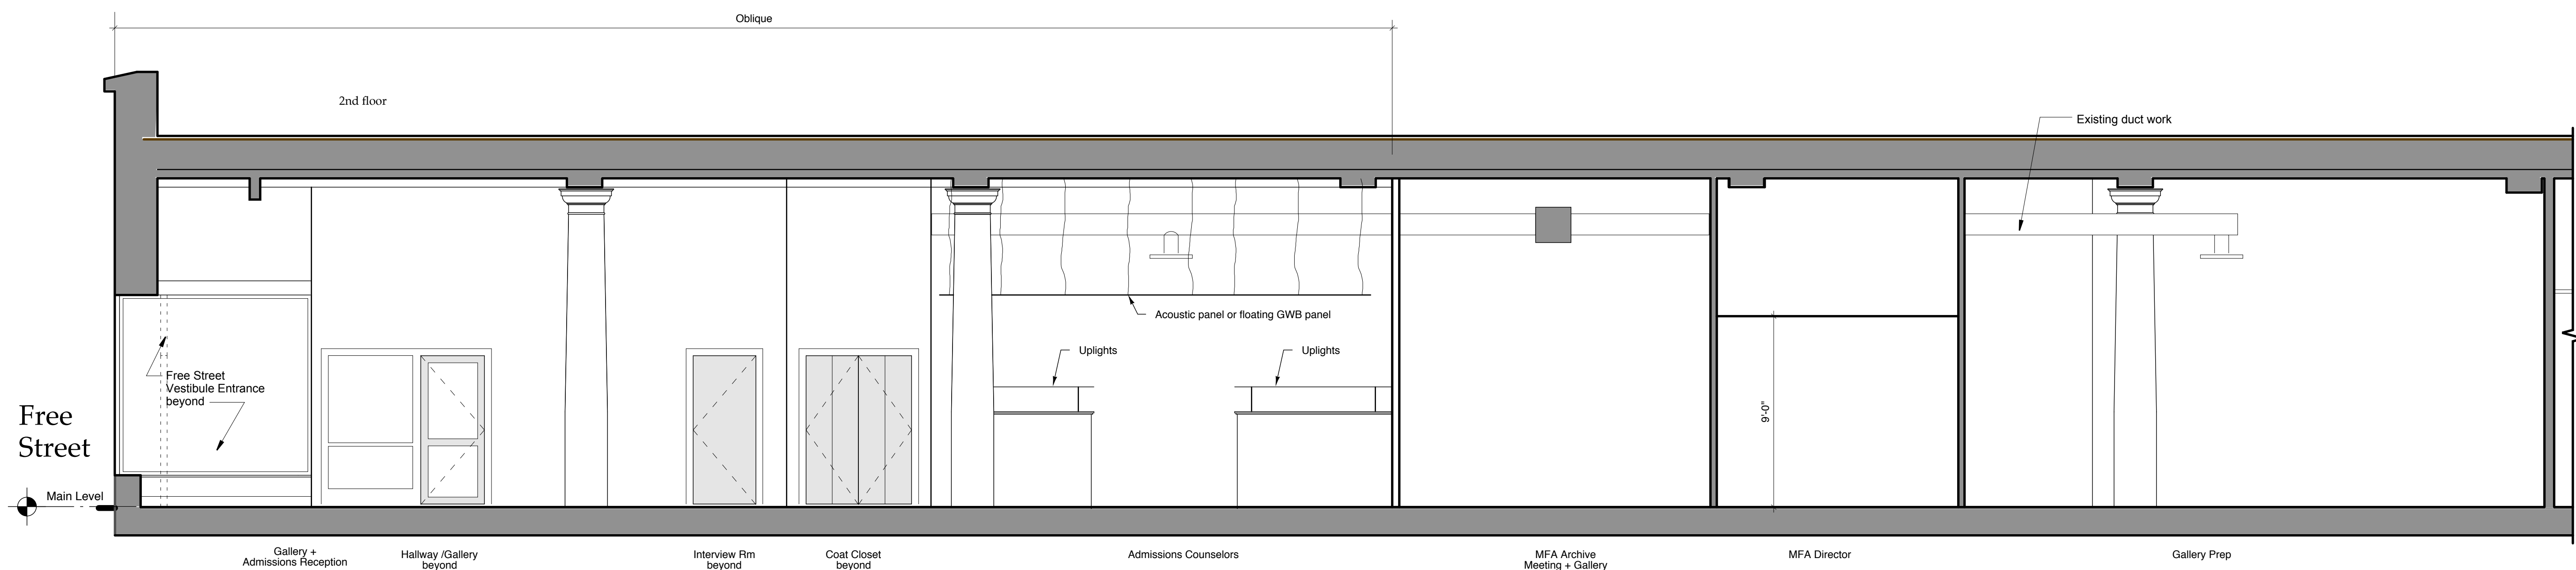 Oblique
2nd floor
Existing duct work
Acoustic panel or floating GWB panel
Uplights
Uplights
Free Street
Vestibule Entrance
beyond
9'-0"
Free
Street
Main Level
Gallery +
Admissions Reception
Hallway /Gallery
beyond
Interview Rm
beyond
Coat Closet
beyond
Admissions Counselors
MFA Archive
Meeting + Gallery
MFA Director
Gallery Prep